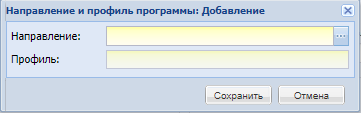 Направление и профиль программы: Добавление
Направление:
Профиль:
Сохранить Отмена